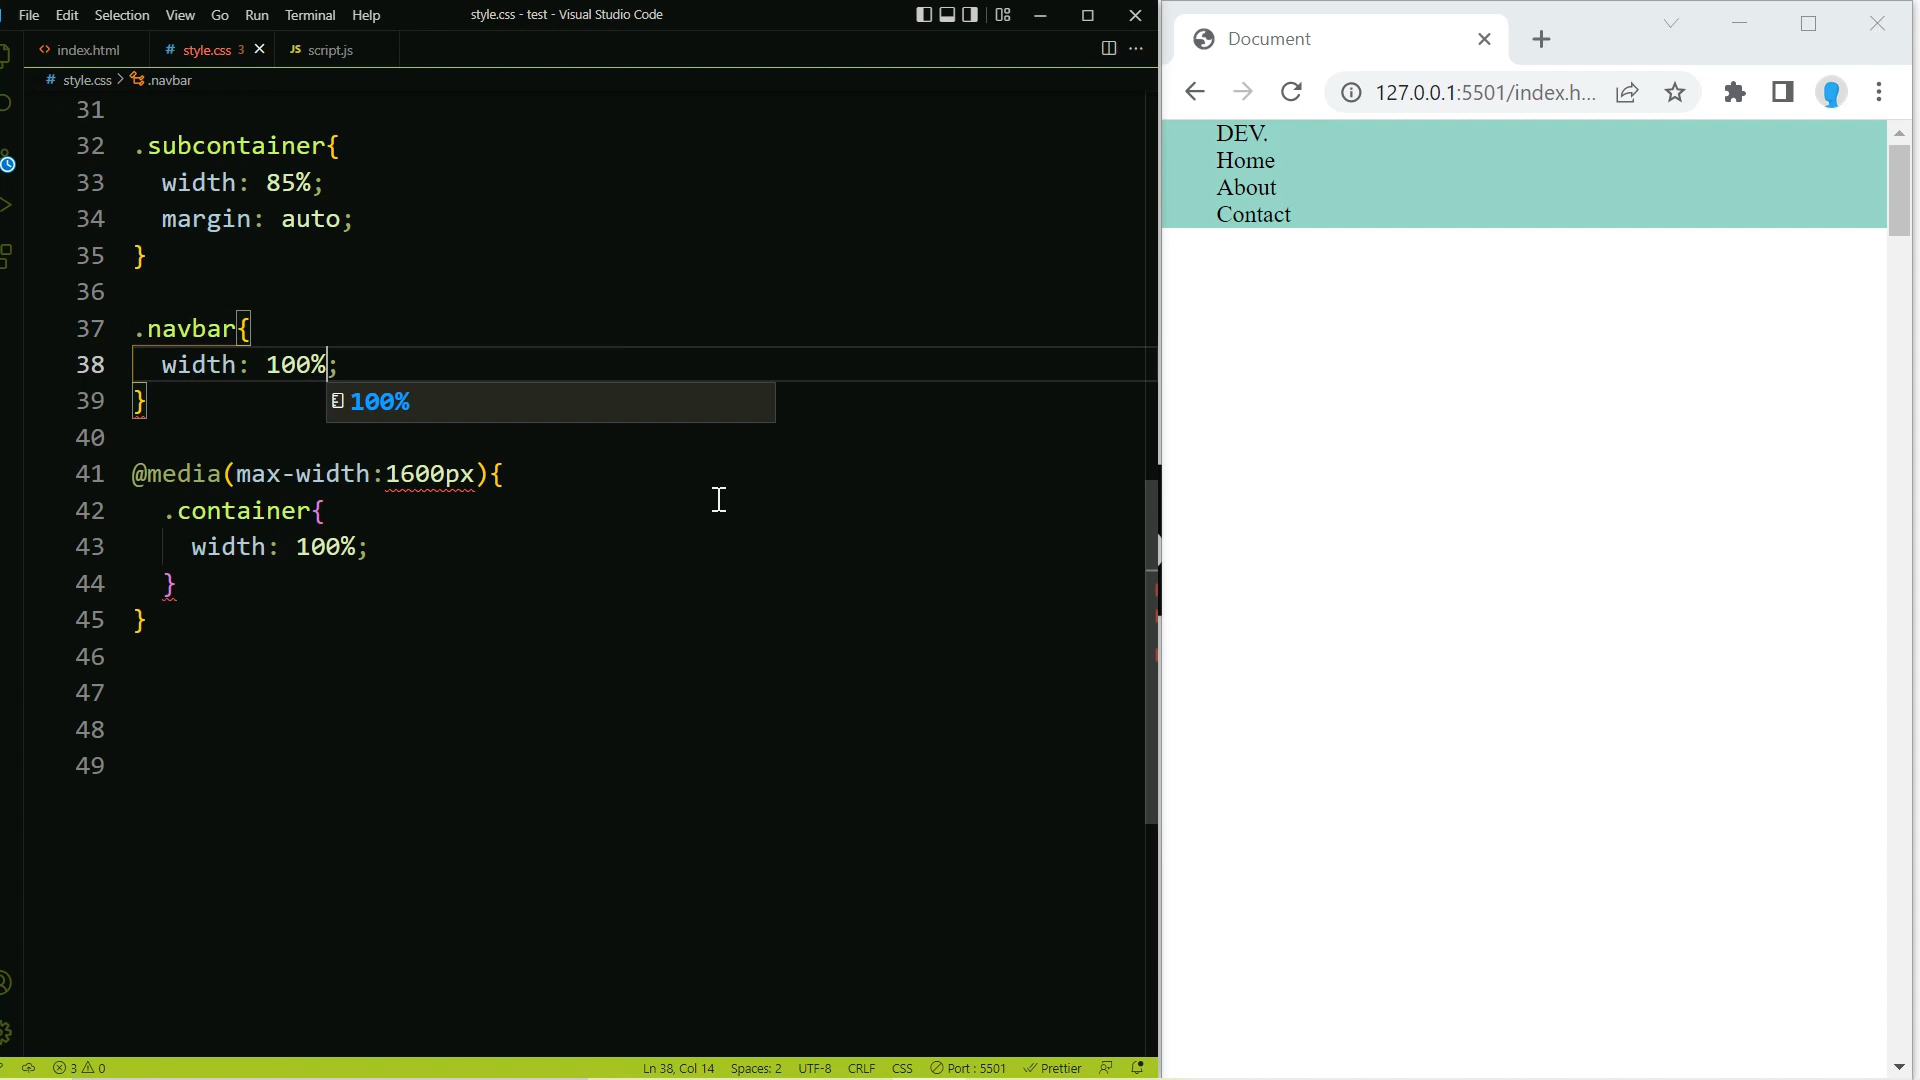 File Edit Selection View Go Run Terminal Help
style.css - test - Visual Studio Code
<> index.html # style.css 3 × JS script.js
# style.css > .navbar
31
32 .subcontainer{
33 width: 85%;
34 margin: auto;
35 }
36
37 .navbar{
38 width: 100%;
39 }
100%
40
41 @media(max-width:1600px){
42 .container{
43 width: 100%;
44 }
45 }
46
47
48
49
3 0
Ln 38, Col 14 Spaces: 2 UTF-8 CRLF CSS Port : 5501 Prettier
Document
127.0.0.1:5501/index.h...
DEV.
Home
About
Contact